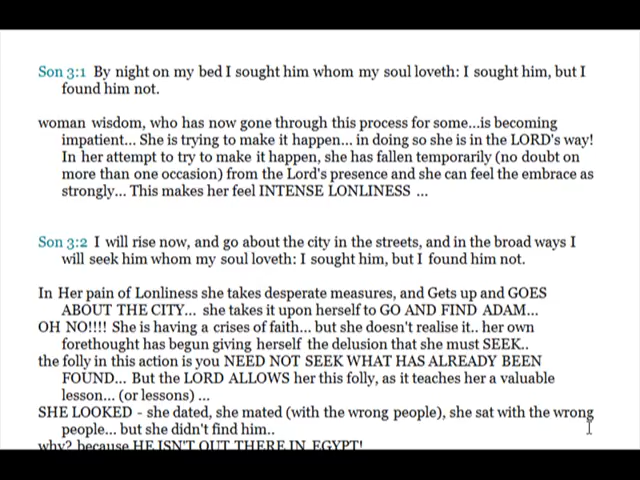 Son 3:1 By night on my bed I sought him whom my soul loveth: I sought him, but I
found him not.
woman wisdom, who has now gone through this process for some...is becoming
impatient... She is trying to make it happen... in doing so she is in the LORD's way!
In her attempt to try to make it happen, she has fallen temporarily (no doubt on
more than one occasion) from the Lord's presence and she can feel the embrace as
strongly... This makes her feel INTENSE LONLINESS ...
Son 3:2 I will rise now, and go about the city in the streets, and in the broad ways I
will seek him whom my soul loveth: I sought him, but I found him not.
In Her pain of Lonliness she takes desperate measures, and Gets up and GOES
ABOUT THE CITY... she takes it upon herself to GO AND FIND ADAM...
OH NO!!!! She is having a crises of faith... but she doesn't realise it.. her own
forethought has begun giving herself the delusion that she must SEEK..
the folly in this action is you NEED NOT SEEK WHAT HAS ALREADY BEEN
FOUND... But the LORD ALLOWS her this folly, as it teaches her a valuable
lesson... (or lessons) ...
SHE LOOKED - she dated, she mated (with the wrong people), she sat with the wrong
people... but she didn't find him..
why? because HE ISN'T OUT THERE IN EGYPT!